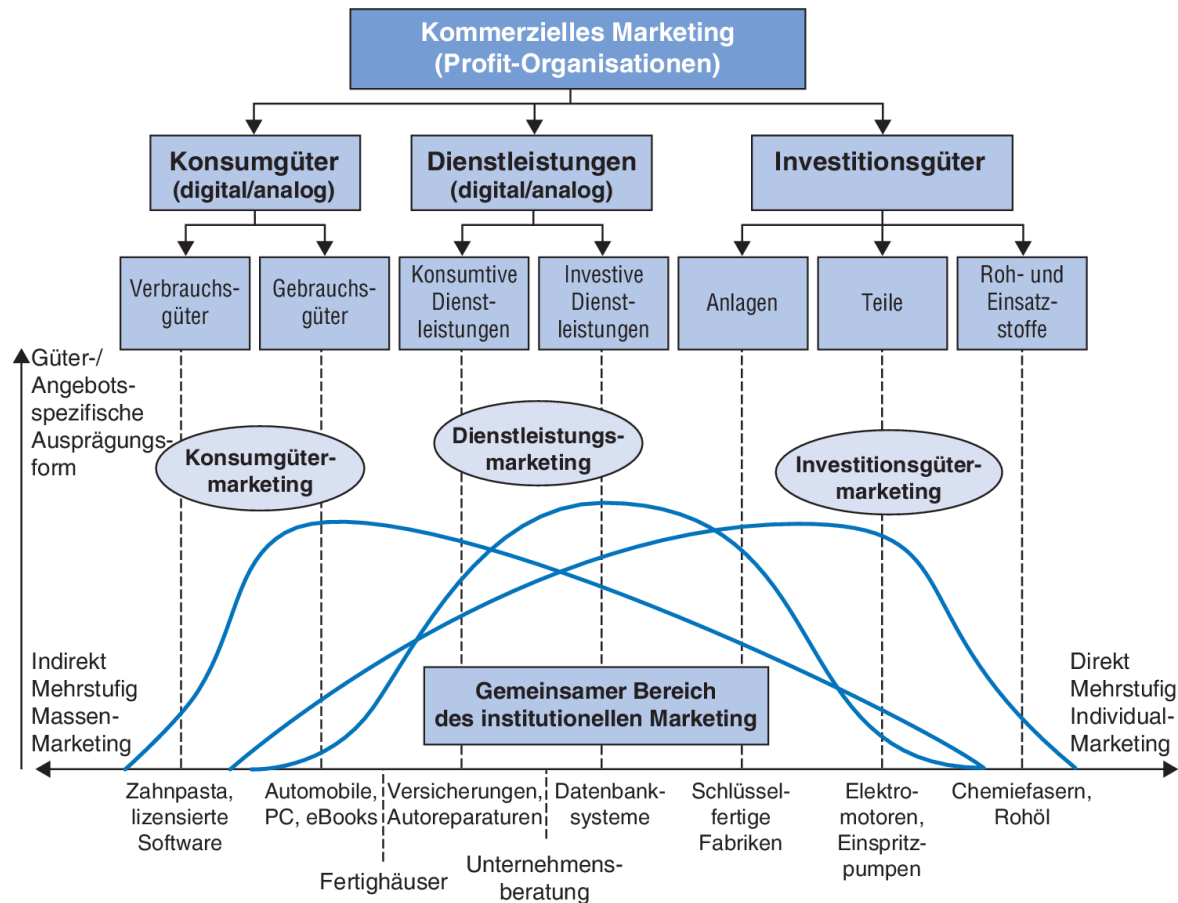 Kommerzielles Marketing
(Profit-Organisationen)
Konsumgüter
(digital/analog)
Dienstleistungen
(digital/analog)
Investitionsgüter
Verbrauchs-
güter
Gebrauchs-
güter
Konsumtive
Dienst-
leistungen
Investive
Dienst-
leistungen
Anlagen
Teile
Roh- und
Einsatz-
stoffe
Güter-/
Angebots-
spezifische
Ausprägungs-
form
Konsumgüter-
marketing
Dienstleistungs-
marketing
Investitionsgüter-
marketing
Indirekt
Mehrstufig
Massen-
Marketing
Gemeinsamer Bereich
des institutionellen Marketing
Direkt
Mehrstufig
Individual-
Marketing
Zahnpasta,
lizensierte
Software
Automobile,
PC, eBooks
Fertighäuser
Versicherungen,
Autoreparaturen
Unternehmens-
beratung
Datenbank-
systeme
Schlüssel-
fertige
Fabriken
Elektro-
motoren,
Einspritz-
pumpen
Chemiefasern,
Rohöl